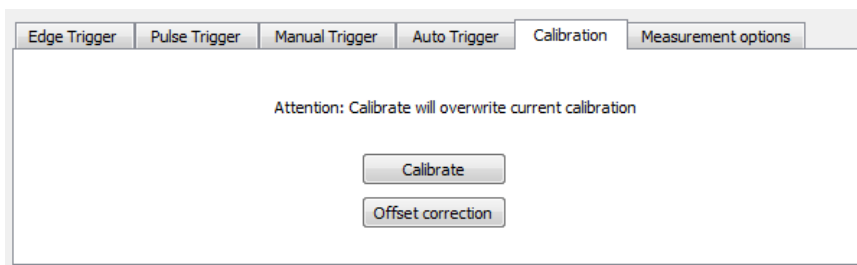 Edge Trigger Pulse Trigger Manual Trigger Auto Trigger Calibration Measurement options
Attention: Calibrate will overwrite current calibration
Calibrate
Offset correction